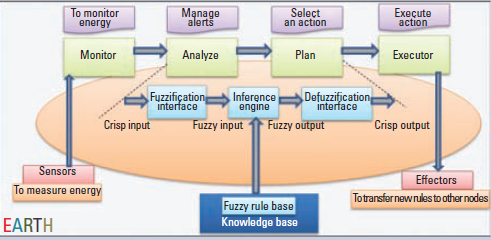 To monitor
energy
Manage
alerts
Select
an action
Execute
action
Monitor
Analyze
Plan
Executor
Fuzzification
interface
Inference
engine
Defuzzification
interface
Crisp input
Fuzzy input
Fuzzy output
Crisp output
Sensors
To measure energy
Effectors
To transfer new rules to other nodes
Fuzzy rule base
Knowledge base
EARTH